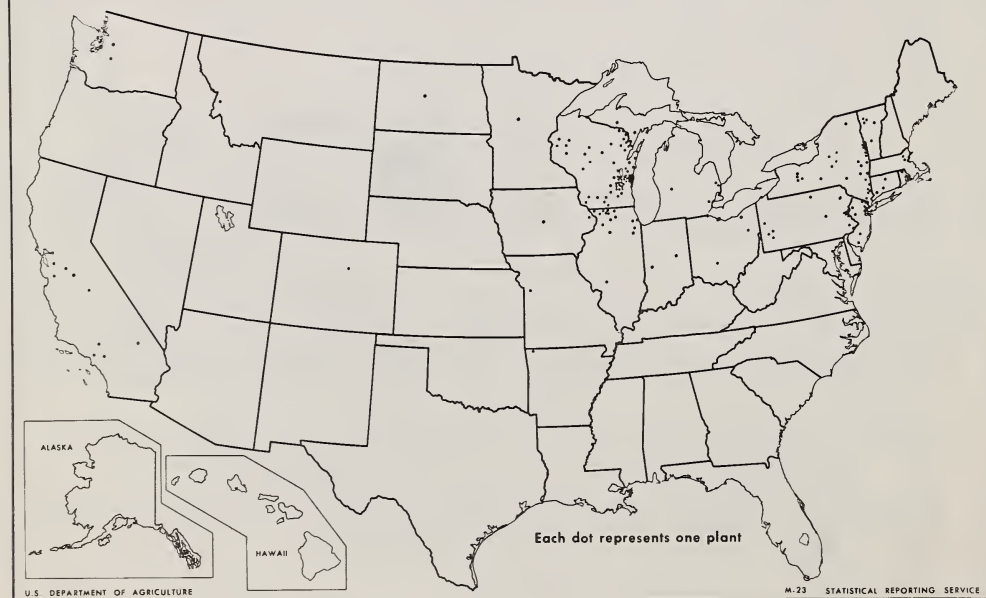 ALASKA
HAWAII
Each dot represents one plant
U.S. DEPARTMENT OF AGRICULTURE
M-23 STATISTICAL REPORTING SERVICE